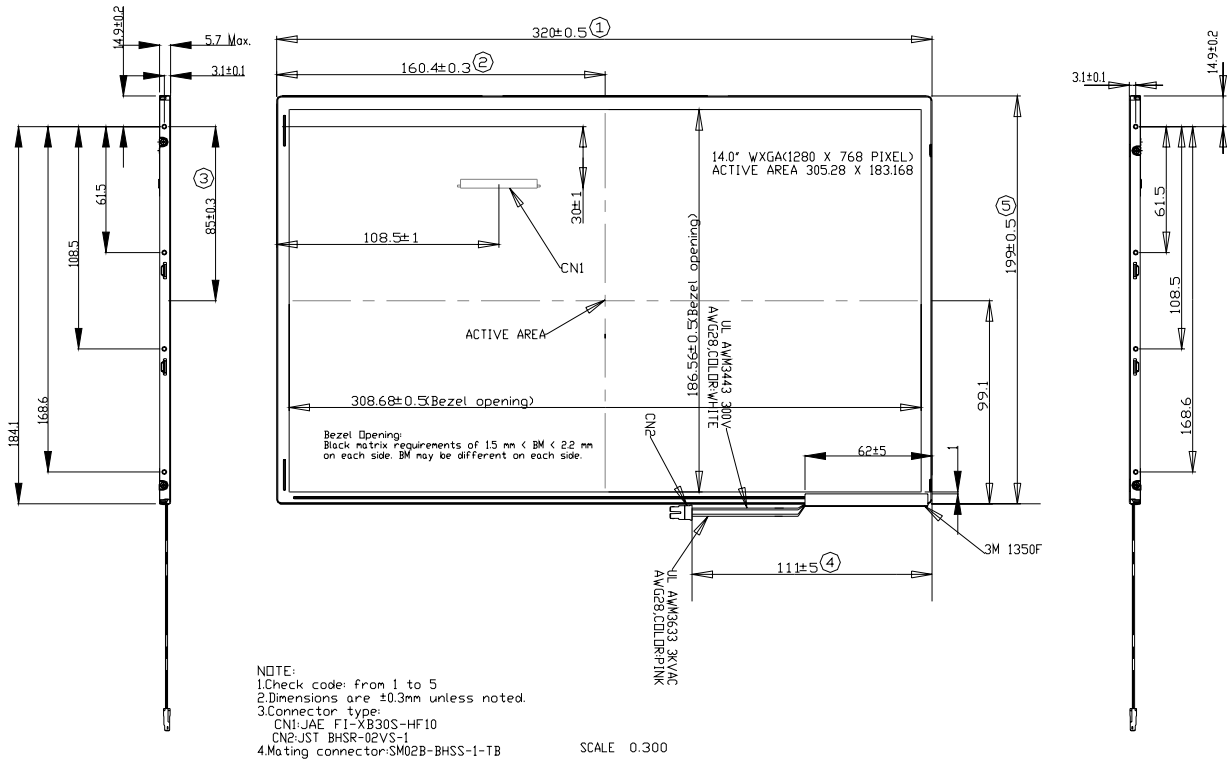 320±0.5 1
160.4±0.3 2
14.9±0.2
5.7 Max.
3.1±0.1
3.1±0.1
14.9±0.2
14.0" WXGA(1280 X 768 PIXEL)
ACTIVE AREA 305.28 X 183.168
30±1
108.5±1
CN1
184.1
168.6
108.5
61.5
85±0.3 3
ACTIVE AREA
186.56±0.5(Bezel opening)
UL AWM3443 300V
AWG28,COLOR:WHITE
199±0.5 5
99.1
61.5
108.5
168.6
308.68±0.5(Bezel opening)
Bezel Opening:
Black matrix requirements of 1.5 mm < BM < 2.2 mm
on each side. BM may be different on each side.
CN2
62±5
1
3M 1350F
111±5 4
UL AWM3633 3KVAC
AWG28,COLOR:PINK
NOTE:
1.Check code: from 1 to 5
2.Dimensions are ±0.3mm unless noted.
3.Connector type:
CN1:JAE FI-XB30S-HF10
CN2:JST BHSR-02VS-1
4.Mating connector:SM02B-BHSS-1-TB
SCALE 0.300